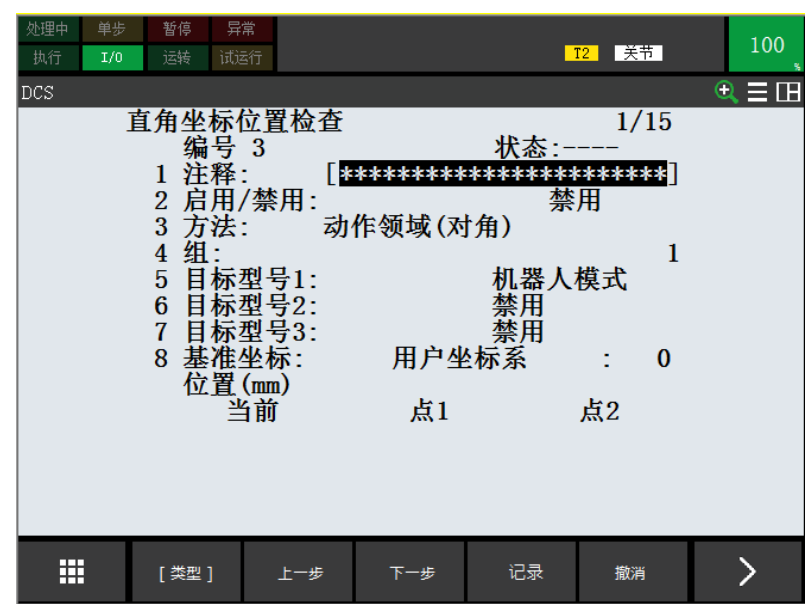 处理中 单步 暂停 异常
执行 I/O 运转 试运行 T2 关节 100 %
DCS
直角坐标位置检查 1/15
编号 3 状态:----
1 注释: [************************]
2 启用/禁用: 禁用
3 方法: 动作领域(对角)
4 组: 1
5 目标型号1: 机器人模式
6 目标型号2: 禁用
7 目标型号3: 禁用
8 基准坐标: 用户坐标系 : 0
位置(mm)
当前 点1 点2
[ 类型 ] 上一步 下一步 记录 撤消